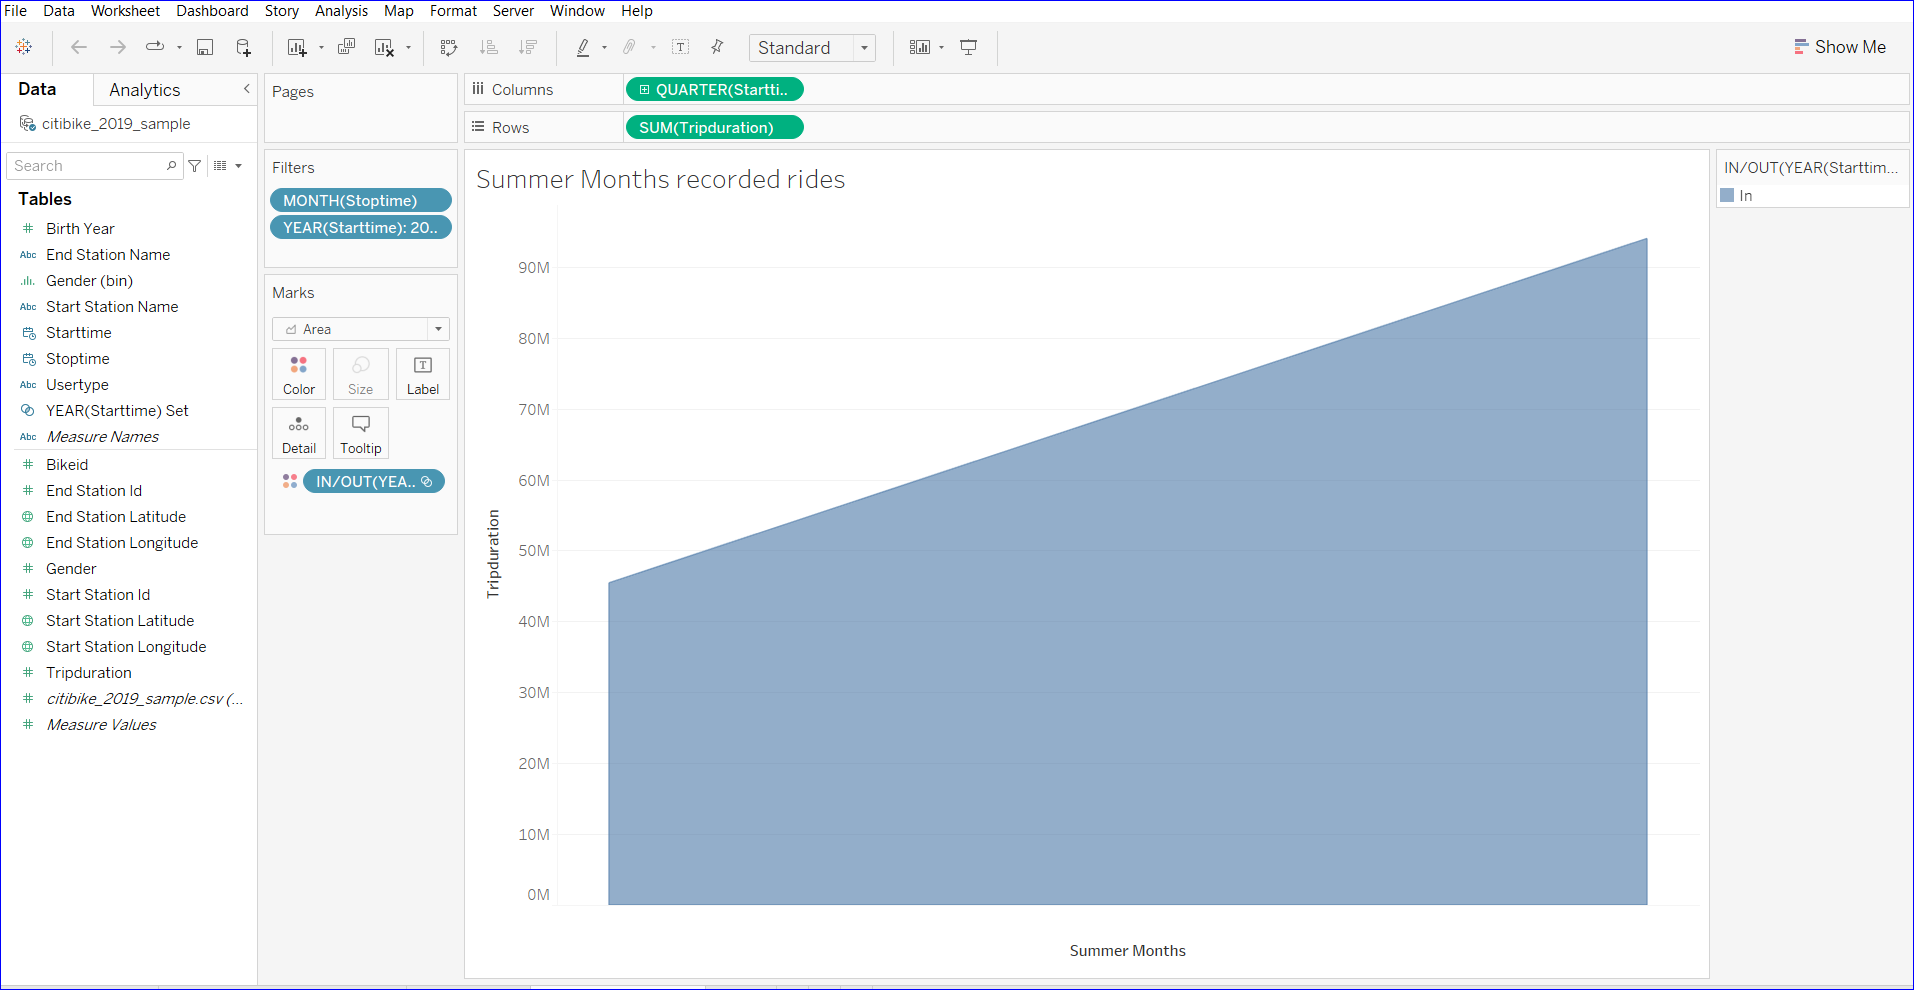 File Data Worksheet Dashboard Story Analysis Map Format Server Window Help
Standard
Show Me
Data
Analytics
citibike_2019_sample
Search
Tables
Birth Year
Abc End Station Name
Gender (bin)
Abc Start Station Name
Starttime
Stoptime
Abc Usertype
YEAR(Starttime) Set
Abc Measure Names
Bikeid
End Station Id
End Station Latitude
End Station Longitude
Gender
Start Station Id
Start Station Latitude
Start Station Longitude
Tripduration
citibike_2019_sample.csv (...
Measure Values
Pages
Filters
MONTH(Stoptime)
YEAR(Starttime): 20..
Marks
Area
Color
Size
Label
Detail
Tooltip
IN/OUT(YEA..
Columns
QUARTER(Startti..
Rows
SUM(Tripduration)
Summer Months recorded rides
90M
80M
70M
60M
50M
40M
30M
20M
10M
0M
Tripduration
Summer Months
IN/OUT(YEAR(Starttim...
In